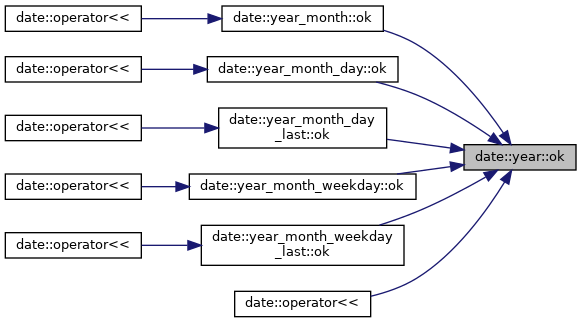 date::operator<<
date::year_month::ok
date::operator<<
date::year_month_day::ok
date::operator<<
date::year_month_day
_last::ok
date::year::ok
date::operator<<
date::year_month_weekday::ok
date::operator<<
date::year_month_weekday
_last::ok
date::operator<<